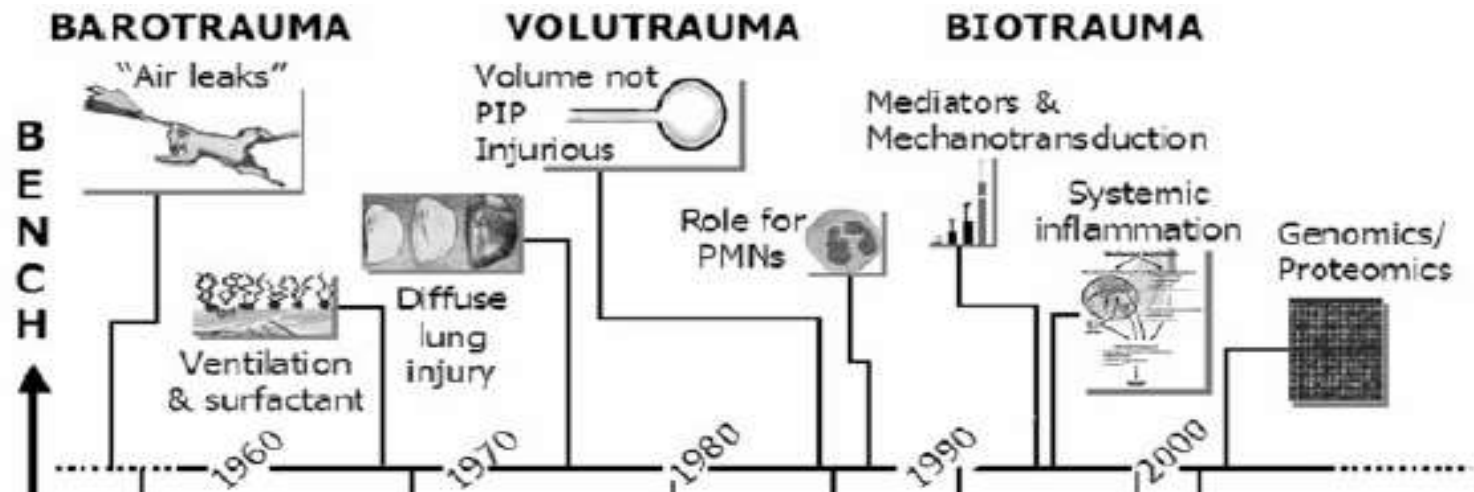 BAROTRAUMA
VOLUTRAUMA
BIOTRAUMA
"Air leaks"
Volume not
PIP
Injurious
Mediators &
Mechanotransduction
BENCH
Role for
PMNs
Systemic
inflammation
Genomics/
Proteomics
Diffuse
lung
injury
Ventilation
& surfactant
1960
1970
1980
1990
2000